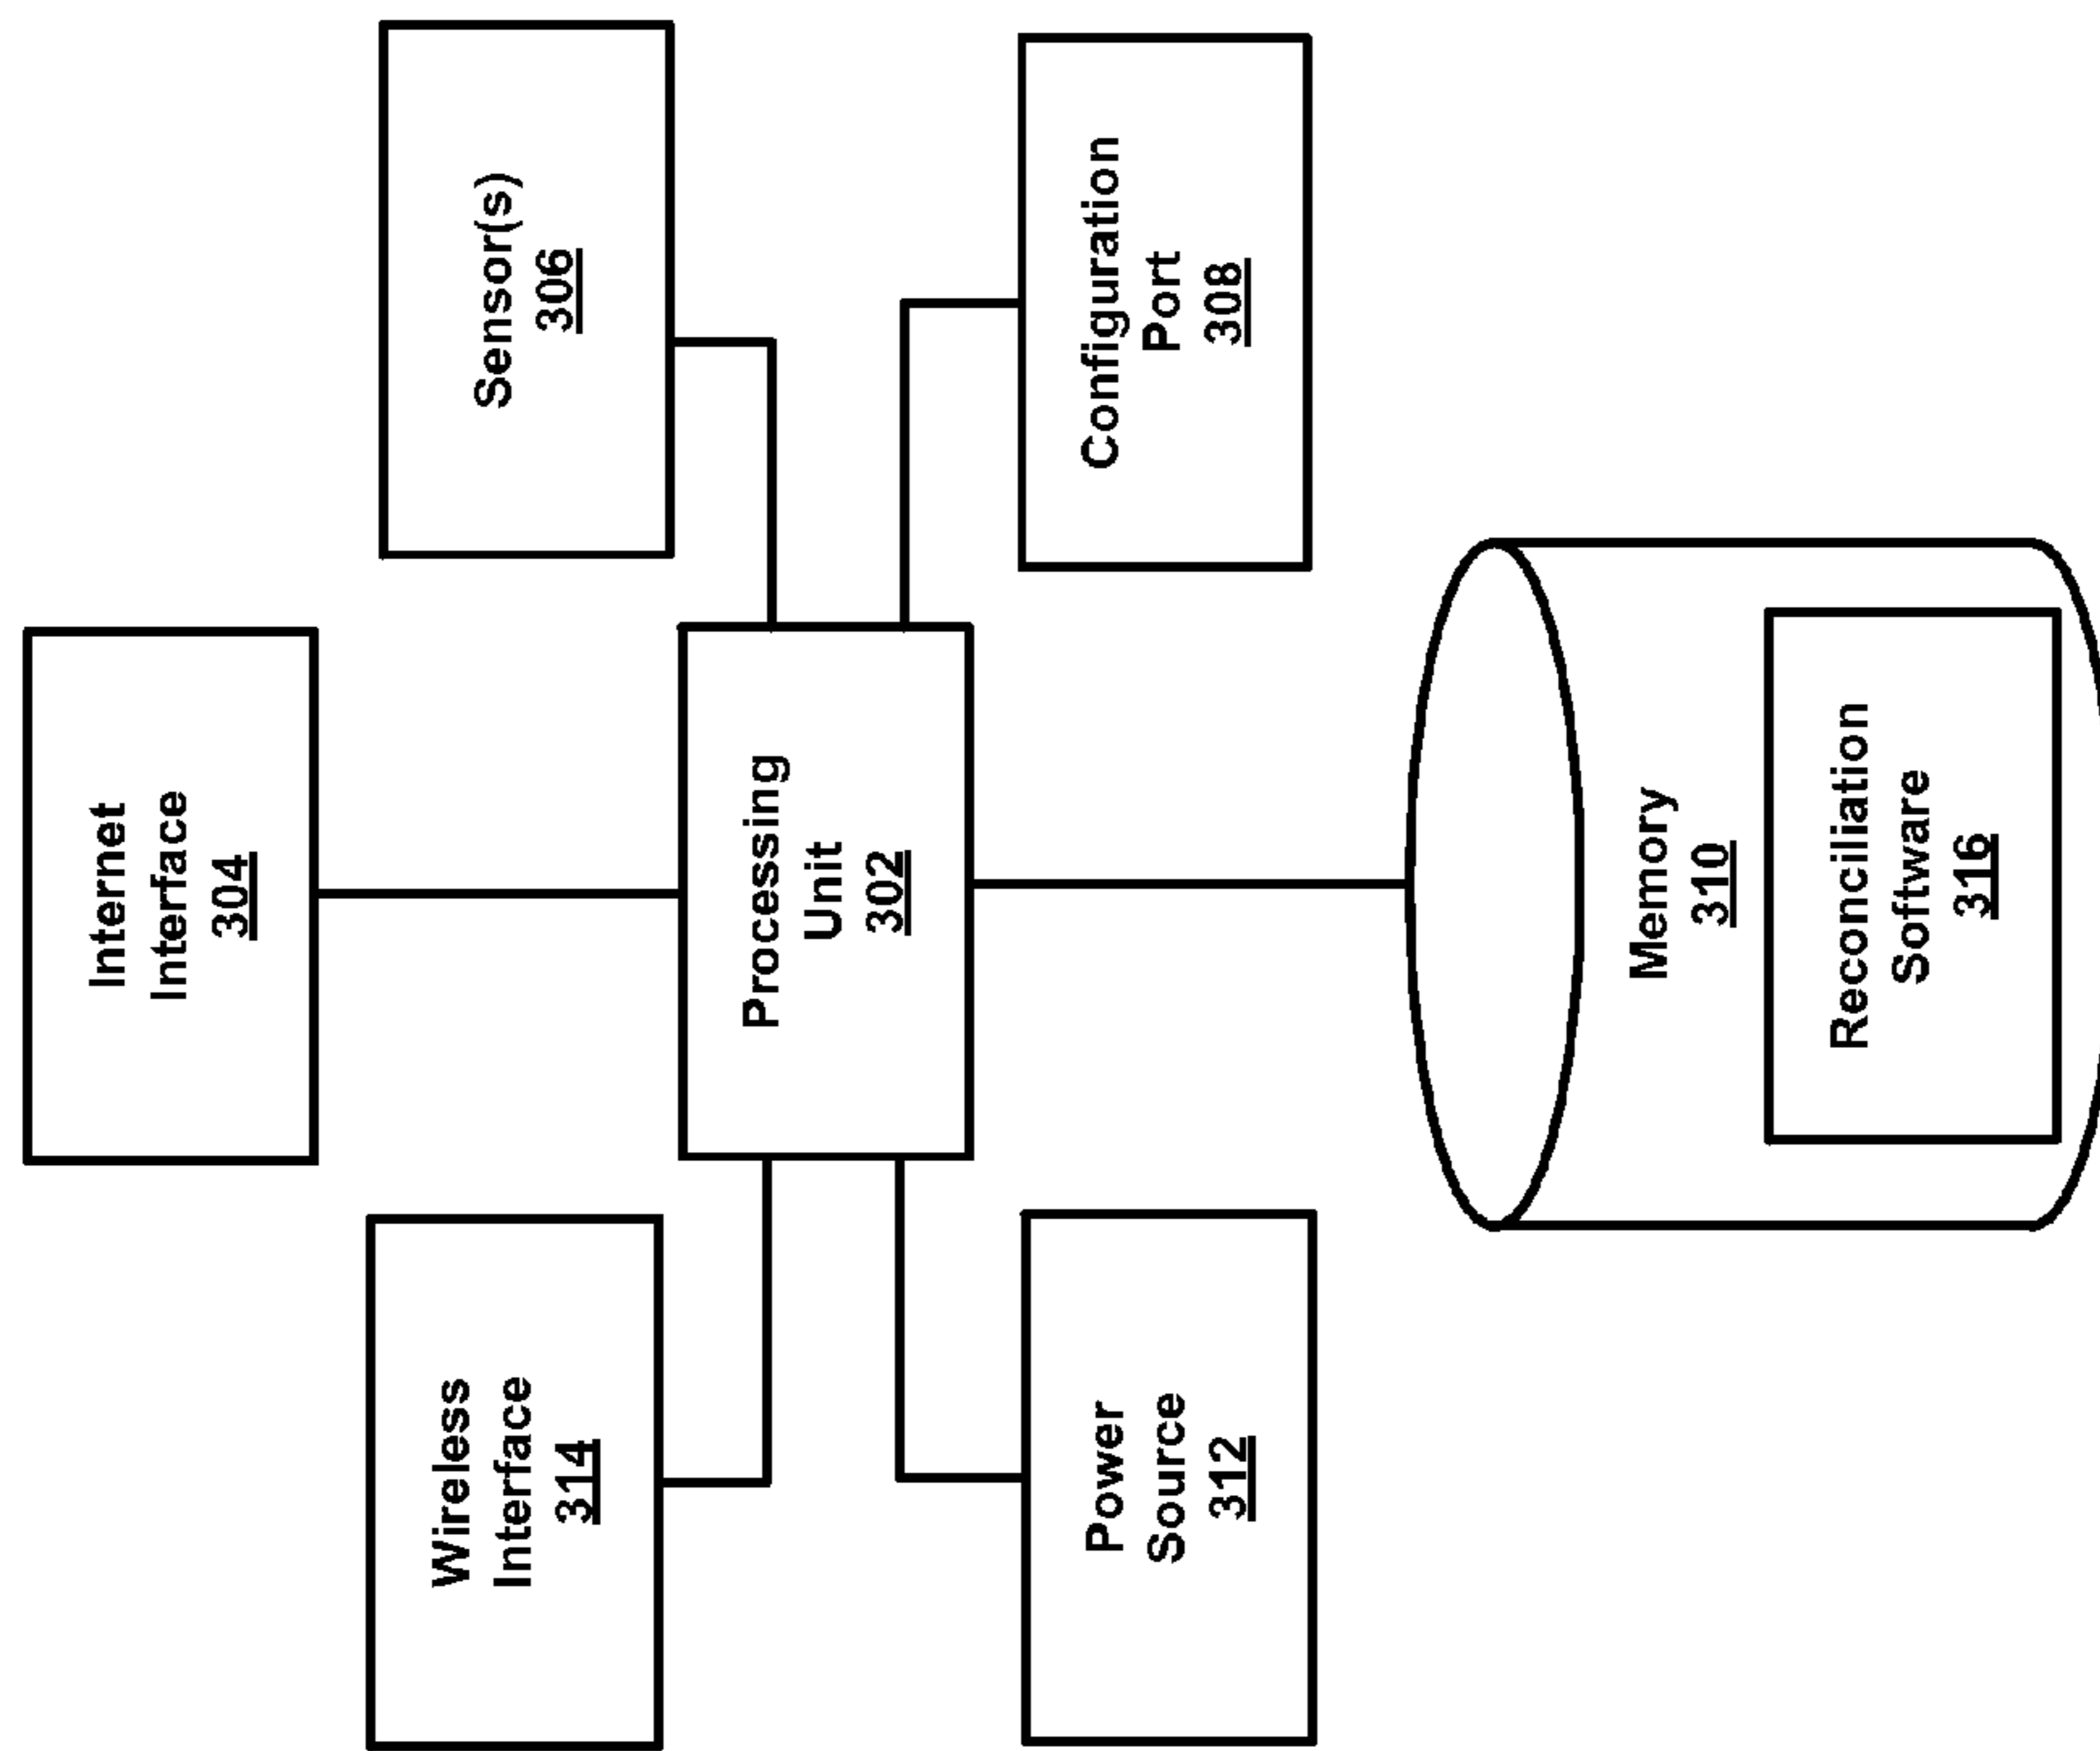 Internet
Interface
304
Wireless
Interface
314
Sensor(s)
306
Processing
Unit
302
Power
Source
312
Configuration
Port
308
Memory
310
Reconciliation
Software
316